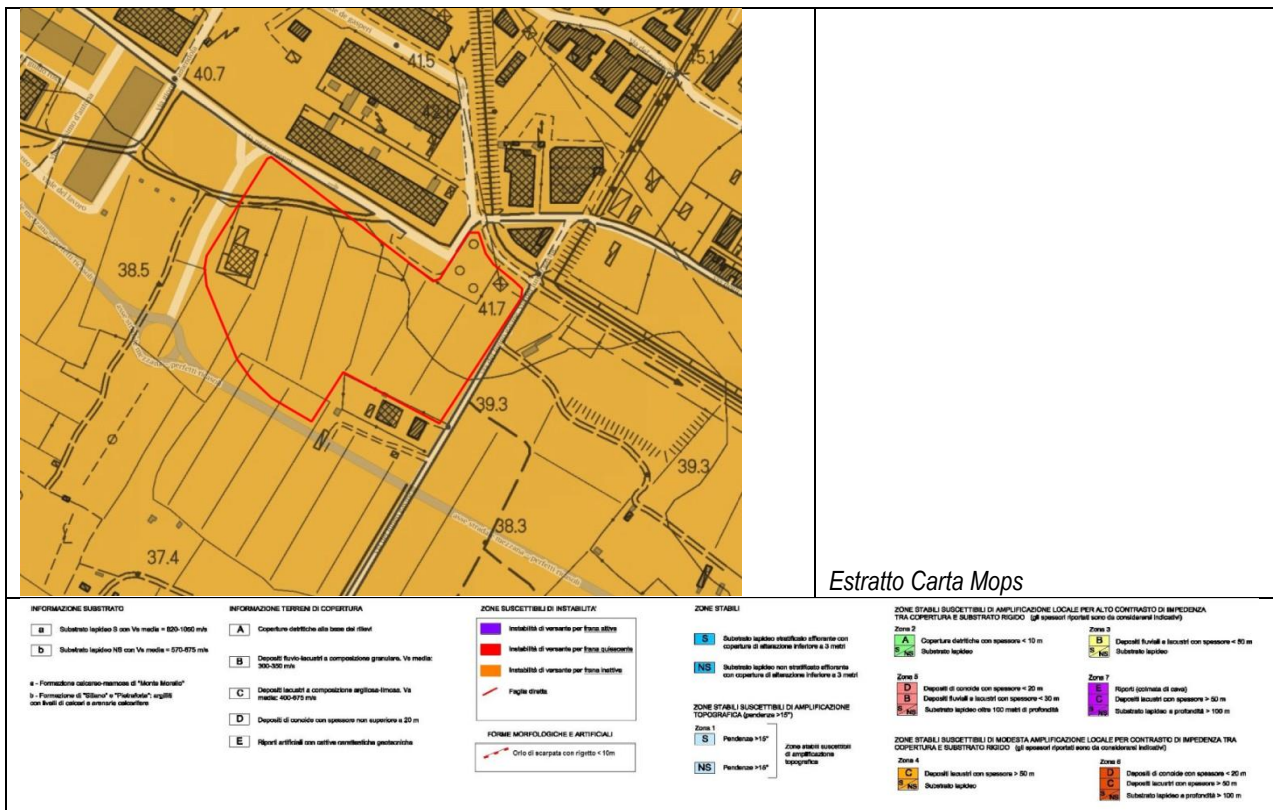 40.7
41.5
45.1
38.5
41.7
39.3
39.3
38.3
37.4
Estratto Carta Mops
INFORMAZIONE SUBSTRATO
a Substrato lapideo S con Vs media = 820-1090 m/s
b Substrato lapideo NS con Vs media = 570-675 m/s
a - Formazione calcareo-marnosa di "Monte Morello"
b - Formazione di "Sillano" e "Pietraforte": argilliti
con livelli di calcari e arenarie calcarifere
INFORMAZIONE TERRENI DI COPERTURA
A Coperture detritiche alla base dei rilievi
B Depositi fluvio-lacustri a composizione granulare. Vs media:
300-350 m/s
C Depositi lacustri a composizione argilloso-limosa. Vs
media: 400-675 m/s
D Depositi di conoide con spessore non superiore a 20 m
E Riporti artificiali con cattive caratteristiche geotecniche
ZONE SUSCETTIBILI DI INSTABILITA'
Instabilità di versante per frana attiva
Instabilità di versante per frana quiescente
Instabilità di versante per frana inattiva
Faglia diretta
FORME MORFOLOGICHE E ARTIFICIALI
Orlo di scarpata con rigetto < 10m
ZONE STABILI
S Substrato lapideo stratificato affiorante con
copertura di alterazione inferiore a 3 metri
NS Substrato lapideo non stratificato affiorante
con copertura di alterazione inferiore a 3 metri
ZONE STABILI SUSCETTIBILI DI AMPLIFICAZIONE
TOPOGRAFICA (pendenza >15°)
Zona 1
S Pendenze >15°
NS Pendenze >15°
Zone stabili suscettibili
di amplificazione
topografica
ZONE STABILI SUSCETTIBILI DI AMPLIFICAZIONE LOCALE PER ALTO CONTRASTO DI IMPEDENZA
TRA COPERTURA E SUBSTRATO RIGIDO (gli spessori riportati sono da considerarsi indicativi)
Zona 2
A Coperture detritiche con spessore < 10 m
S NS Substrato lapideo
Zona 3
B Depositi fluviali e lacustri con spessore < 50 m
S NS Substrato lapideo
Zona 5
D Depositi di conoide con spessore < 20 m
B Depositi fluviali e lacustri con spessore < 30 m
S NS Substrato lapideo oltre 100 metri di profondità
Zona 7
E Riporti (colmata di cava)
C Depositi lacustri con spessore > 50 m
S NS Substrato lapideo a profondità > 100 m
ZONE STABILI SUSCETTIBILI DI MODESTA AMPLIFICAZIONE LOCALE PER CONTRASTO DI IMPEDENZA TRA
COPERTURA E SUBSTRATO RIGIDO (gli spessori riportati sono da considerarsi indicativi)
Zona 4
C Depositi lacustri con spessore > 50 m
S NS Substrato lapideo
Zona 6
D Depositi di conoide con spessore < 20 m
C Depositi lacustri con spessore > 50 m
S NS Substrato lapideo a profondità > 100 m